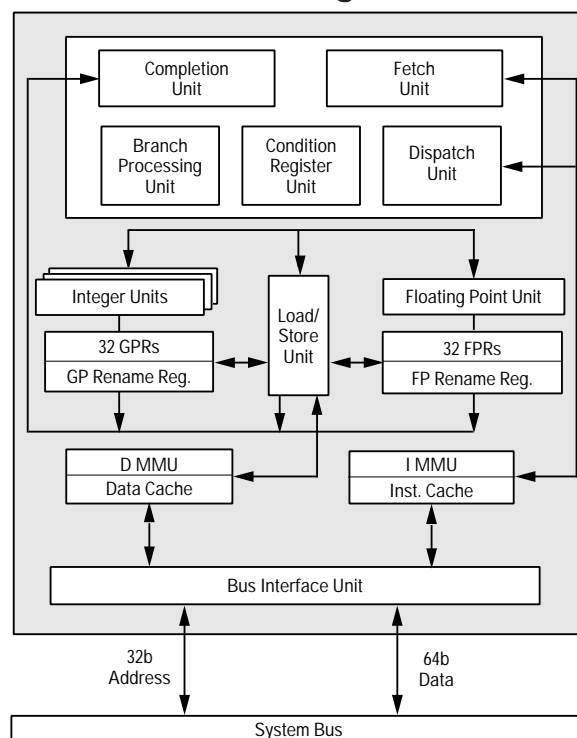 Completion
Unit
Fetch
Unit
Branch
Processing
Unit
Condition
Register
Unit
Dispatch
Unit
Integer Units
Load/
Store
Unit
Floating Point Unit
32 GPRs
GP Rename Reg.
32 FPRs
FP Rename Reg.
D MMU
Data Cache
I MMU
Inst. Cache
Bus Interface Unit
32b
Address
64b
Data
System Bus